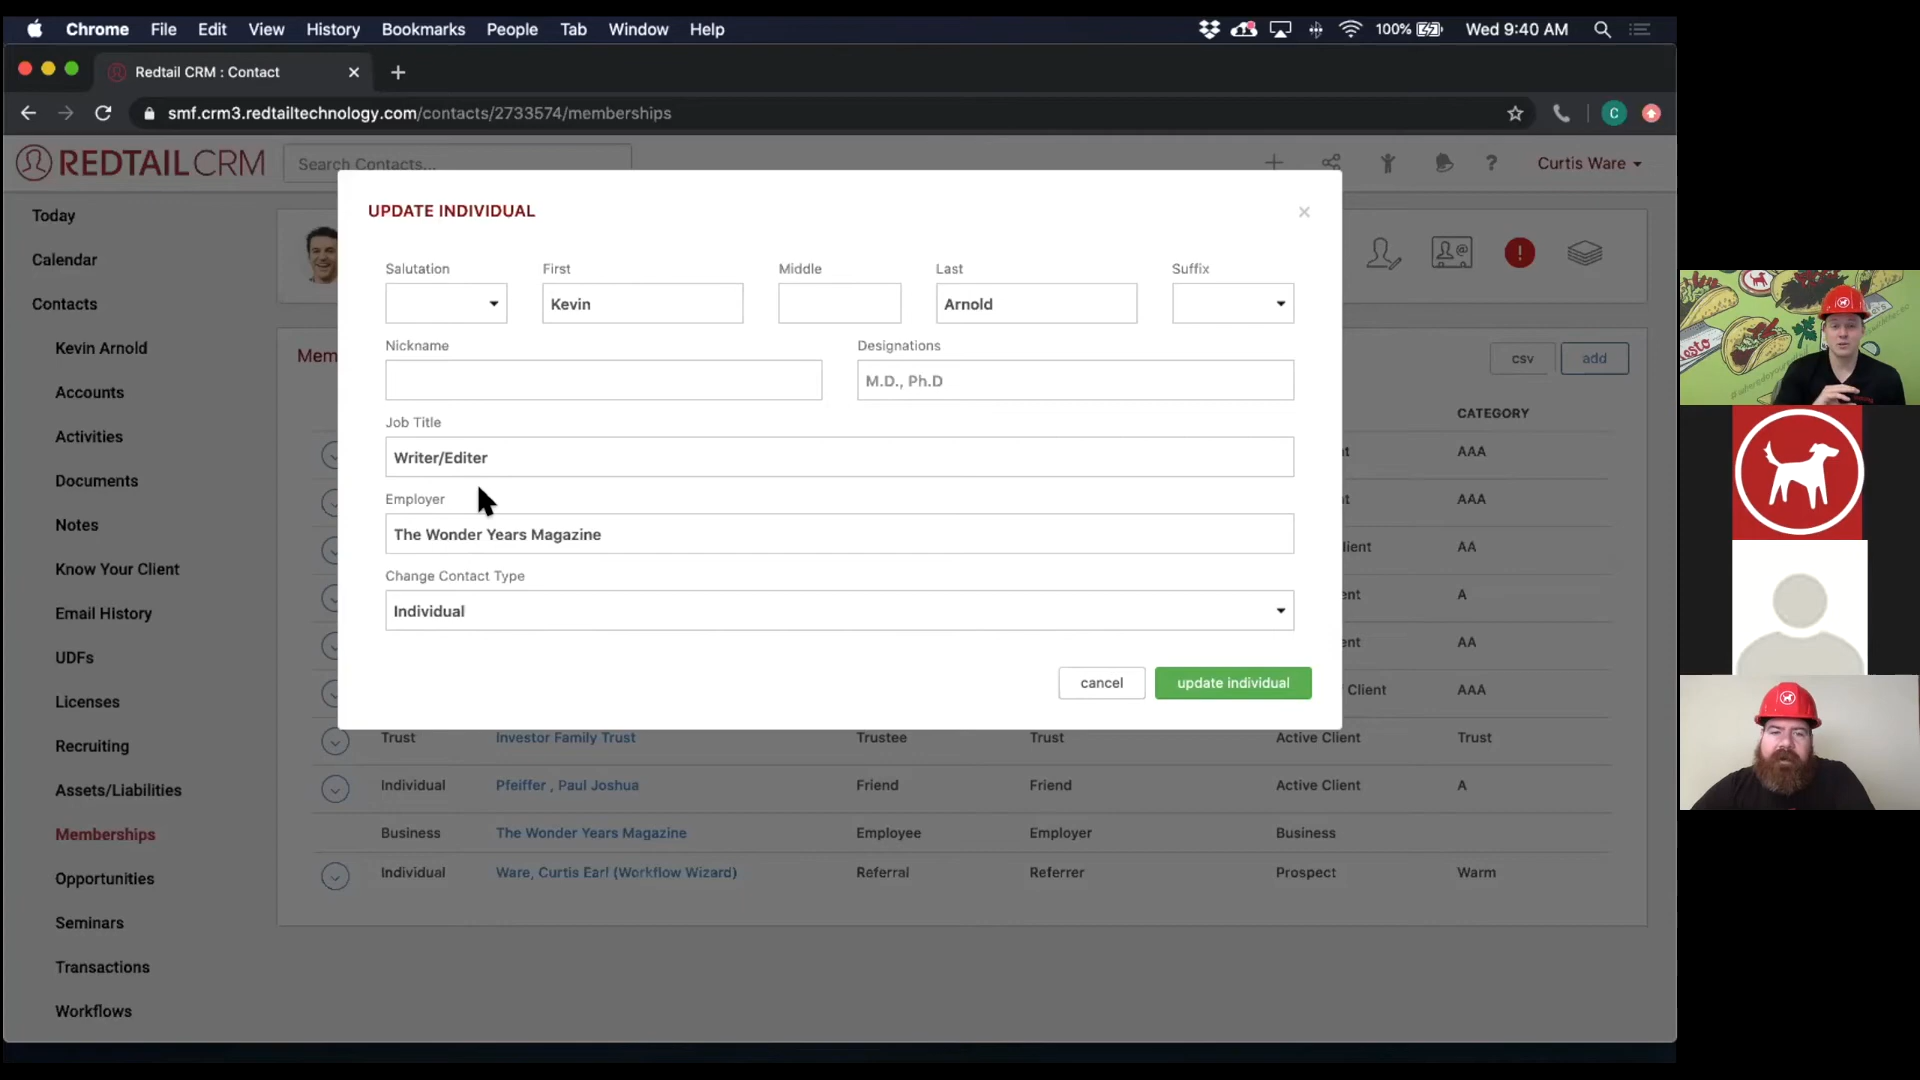 Chrome File Edit View History Bookmarks People Tab Window Help 100% Wed 9:40 AM
Redtail CRM : Contact
smf.crm3.redtailtechnology.com/contacts/2733574/memberships
C
REDTAIL CRM Search Contacts... ? Curtis Ware
UPDATE INDIVIDUAL
Salutation First Middle Last Suffix
Kevin Arnold
Nickname Designations
M.D., Ph.D
Job Title
Writer/Editer
Employer
The Wonder Years Magazine
Change Contact Type
Individual
cancel update individual
Today
Calendar
Contacts
Kevin Arnold
Accounts
Activities
Documents
Notes
Know Your Client
Email History
UDFs
Licenses
Recruiting
Assets/Liabilities
Memberships
Opportunities
Seminars
Transactions
Workflows
Mem
csv add
CATEGORY
AAA
AAA
AA
A
AA
Client AAA
Trust Investor Family Trust Trustee Trust Active Client Trust
Individual Pfeiffer , Paul Joshua Friend Friend Active Client A
Business The Wonder Years Magazine Employee Employer Business
Individual Ware, Curtis Earl (Workflow Wizard) Referral Referrer Prospect Warm